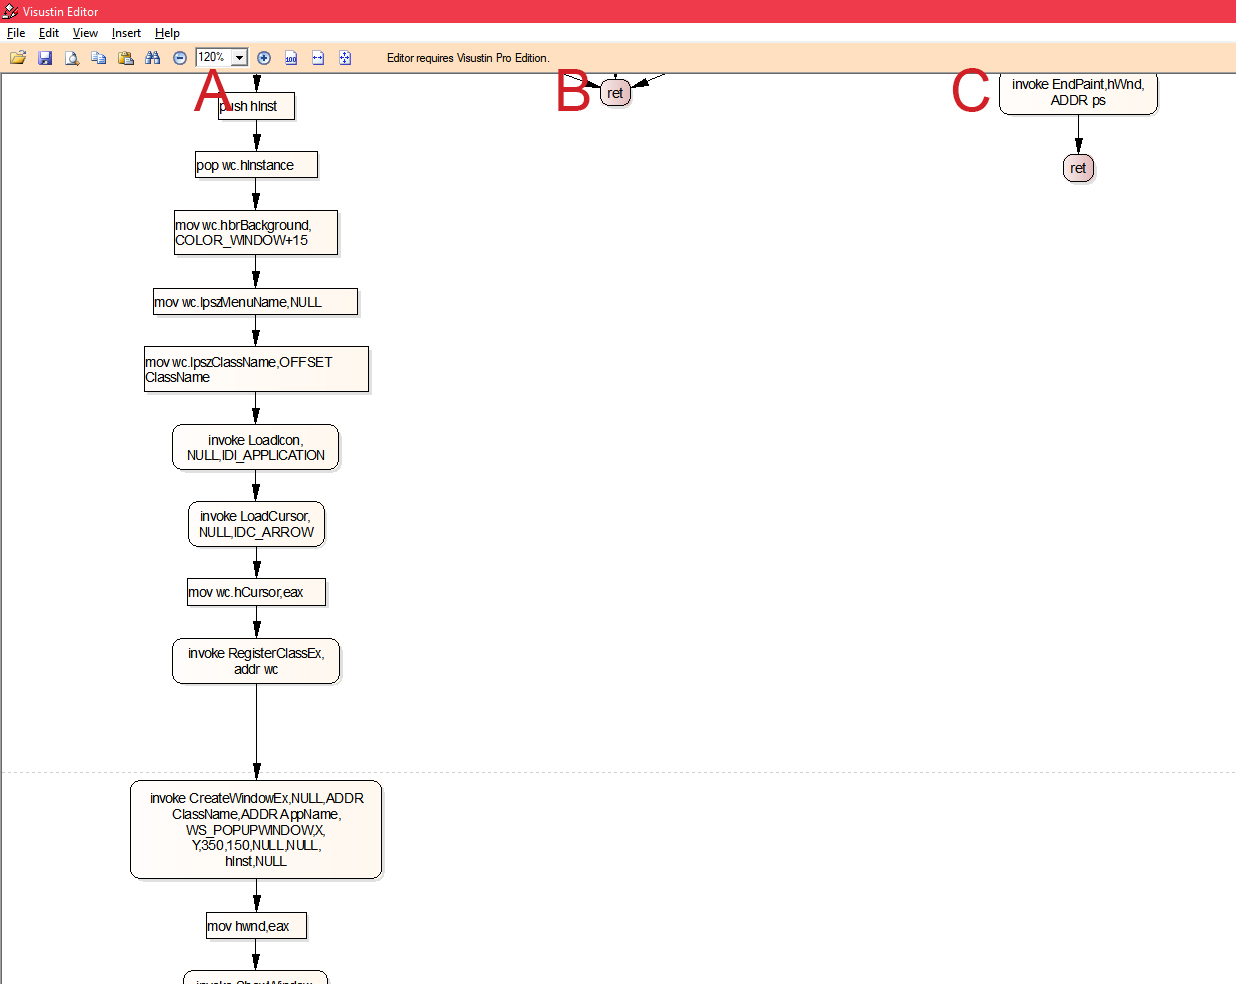 Visustin Editor
File Edit View Insert Help
120%
100
Editor requires Visustin Pro Edition.
A
B
C
push hInst
pop wc.hInstance
mov wc.hbrBackground,
COLOR_WINDOW+15
mov wc.lpszMenuName,NULL
mov wc.lpszClassName,OFFSET
ClassName
invoke LoadIcon,
NULL,IDI_APPLICATION
invoke LoadCursor,
NULL,IDC_ARROW
mov wc.hCursor,eax
invoke RegisterClassEx,
addr wc
invoke CreateWindowEx,NULL,ADDR
ClassName,ADDR AppName,
WS_POPUPWINDOW,X,
Y,350,150,NULL,NULL,
hInst,NULL
mov hwnd,eax
invoke ShowWindow
ret
invoke EndPaint,hWnd,
ADDR ps
ret